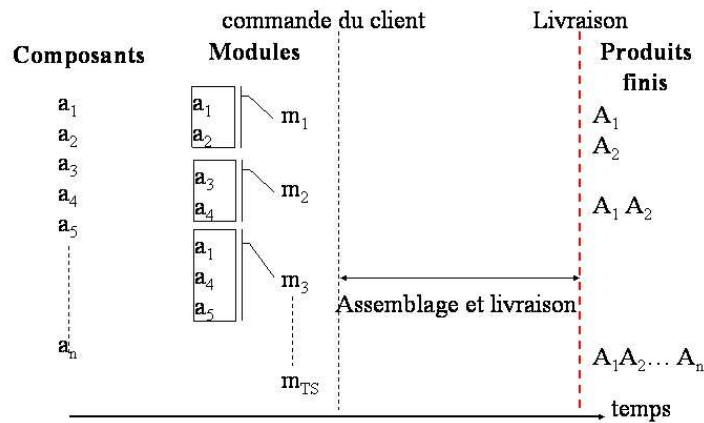 commande du client
Livraison
Composants
Modules
Produits
finis
a₁
a₂
a₃
a₄
a₅
aₙ
a₁
a₂
m₁
a₃
a₄
m₂
a₁
a₄
a₅
m₃
m_TS
Assemblage et livraison
A₁
A₂
A₁ A₂
A₁A₂… Aₙ
temps